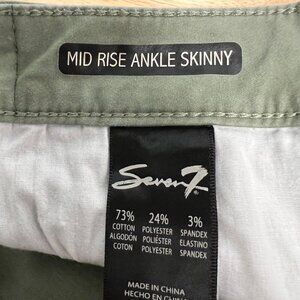 MID RISE ANKLE SKINNY
Seven7
73% 24% 3%
COTTON POLYESTER SPANDEX
ALGODÓN POLIÉSTER ELASTINO
COTON POLYESTER SPANDEX
MADE IN CHINA
HECHO EN CHINA